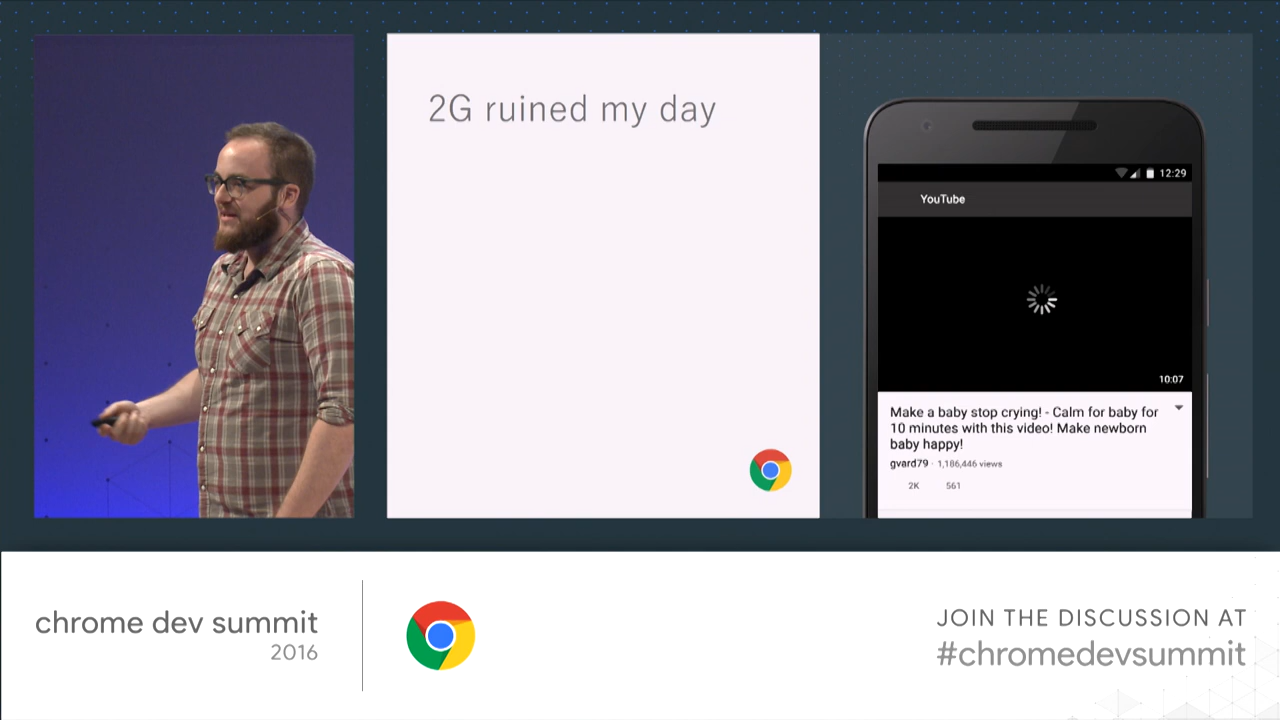 2G ruined my day
12:29
YouTube
10:07
Make a baby stop crying! - Calm for baby for
10 minutes with this video! Make newborn
baby happy!
gvard79 · 1,186,446 views
2K 561
chrome dev summit
2016
JOIN THE DISCUSSION AT
#chromedevsummit